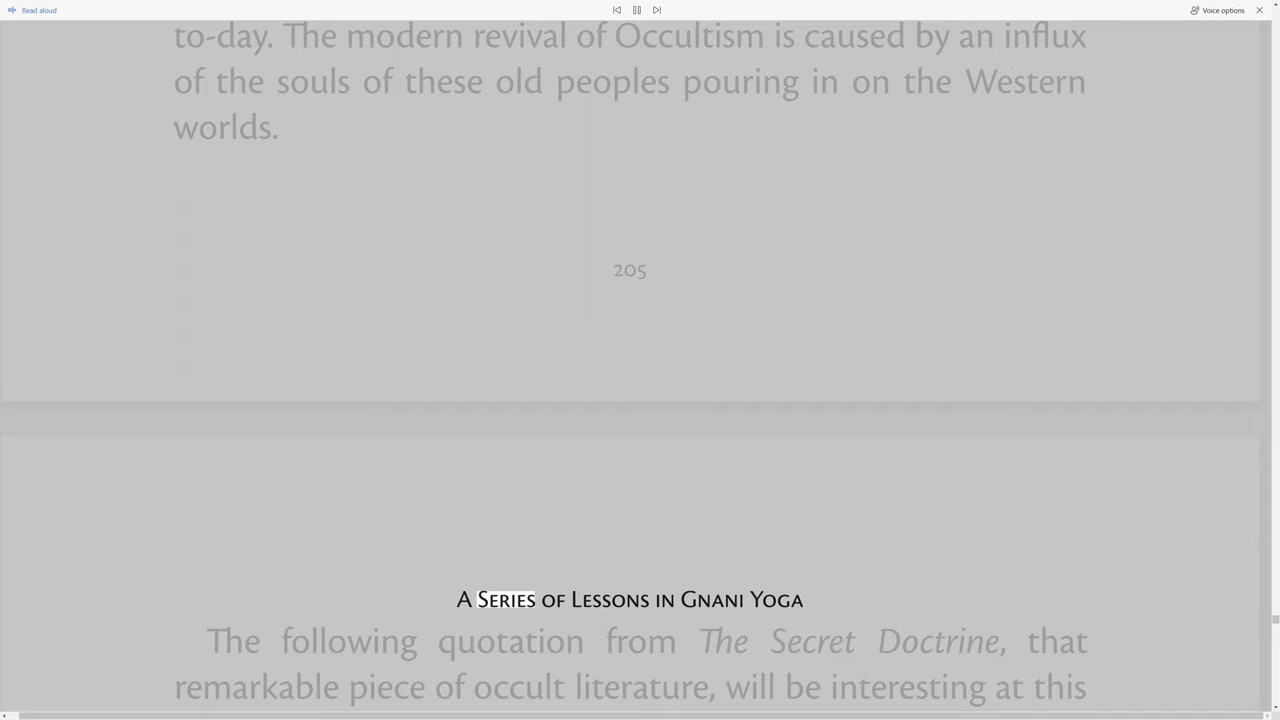 Read aloud
Voice options
to-day. The modern revival of Occultism is caused by an influx
of the souls of these old peoples pouring in on the Western
worlds.
205
A Series of Lessons in Gnani Yoga
The following quotation from The Secret Doctrine, that
remarkable piece of occult literature, will be interesting at this